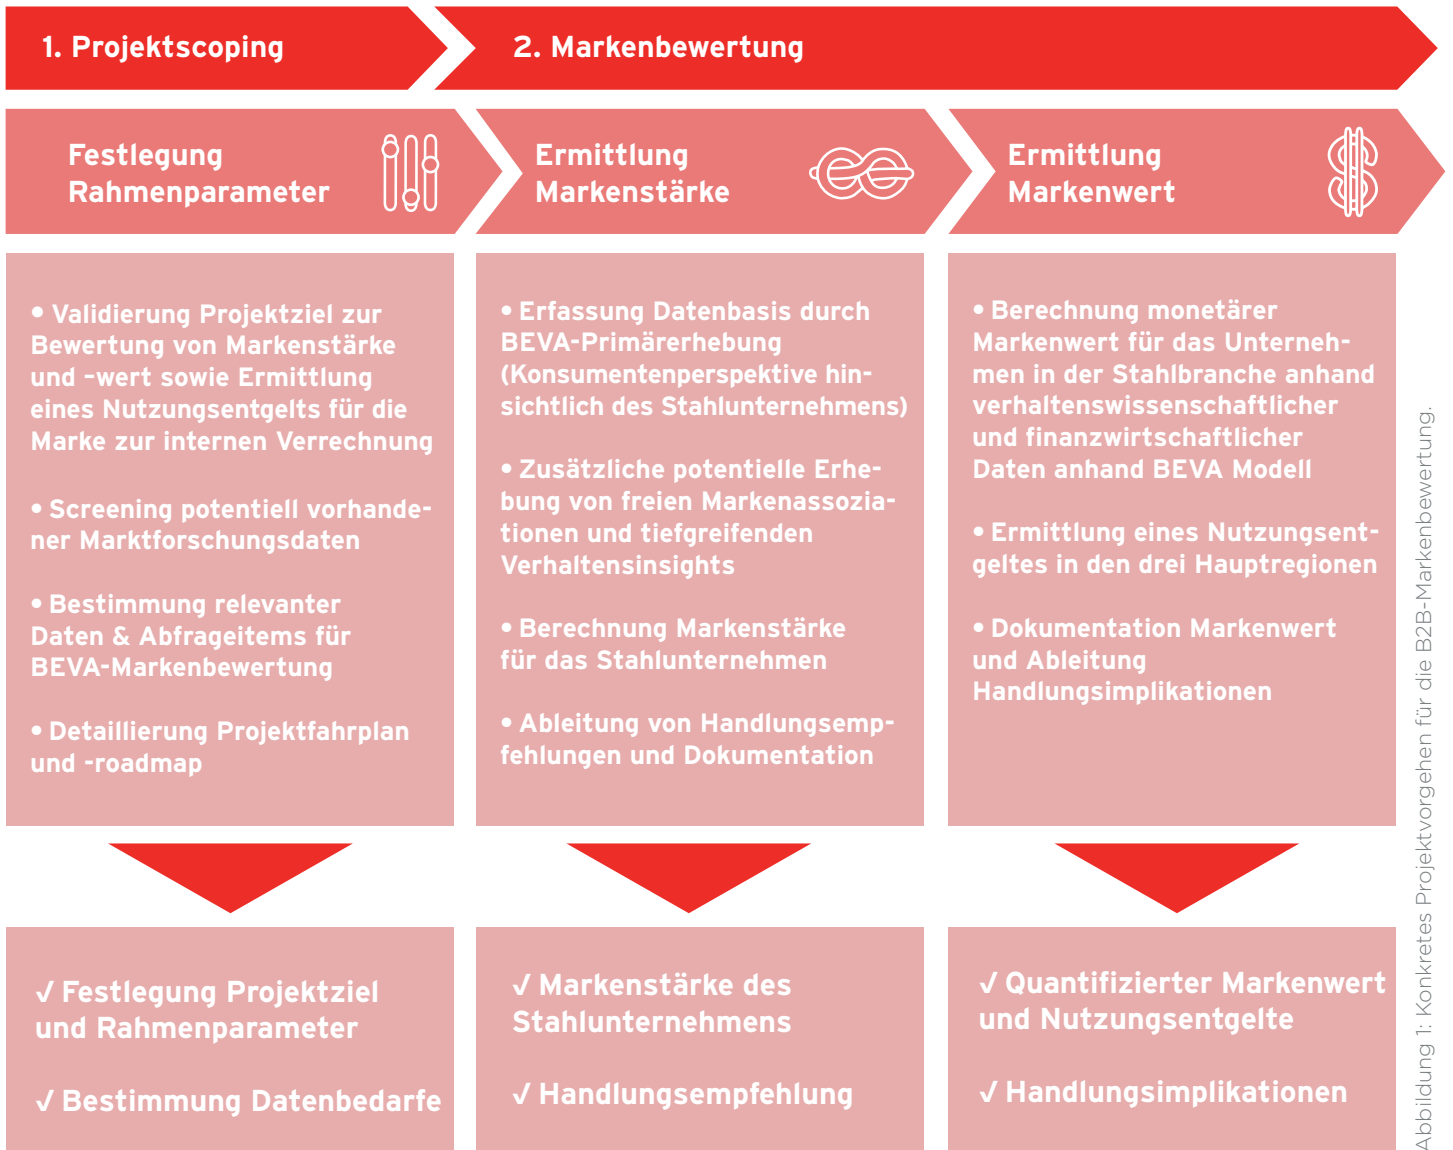 1. Projektscoping
2. Markenbewertung
Festlegung
Rahmenparameter
Ermittlung
Markenstärke
Ermittlung
Markenwert
• Validierung Projektziel zur
Bewertung von Markenstärke
und –wert sowie Ermittlung
eines Nutzungsentgelts für die
Marke zur internen Verrechnung
• Screening potentiell vorhande-
ner Marktforschungsdaten
• Bestimmung relevanter
Daten & Abfrageitems für
BEVA-Markenbewertung
• Detaillierung Projektfahrplan
und -roadmap
• Erfassung Datenbasis durch
BEVA-Primärerhebung
(Konsumentenperspektive hin-
sichtlich des Stahlunternehmens)
• Zusätzliche potentielle Erhe-
bung von freien Markenassozia-
tionen und tiefgreifenden
Verhaltensinsights
• Berechnung Markenstärke
für das Stahlunternehmen
• Ableitung von Handlungsemp-
fehlungen und Dokumentation
• Berechnung monetärer
Markenwert für das Unterneh-
men in der Stahlbranche anhand
verhaltenswissenschaftlicher
und finanzwirtschaftlicher
Daten anhand BEVA Modell
• Ermittlung eines Nutzungsent-
geltes in den drei Hauptregionen
• Dokumentation Markenwert
und Ableitung
Handlungsimplikationen
√ Festlegung Projektziel
und Rahmenparameter
√ Bestimmung Datenbedarfe
√ Markenstärke des
Stahlunternehmens
√ Handlungsempfehlung
√ Quantifizierter Markenwert
und Nutzungsentgelte
√ Handlungsimplikationen
Abbildung 1: Konkretes Projektvorgehen für die B2B-Markenbewertung.